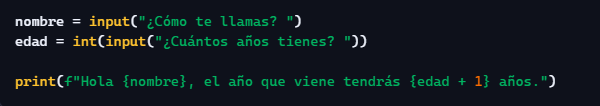 nombre = input("¿Cómo te llamas? ")
edad = int(input("¿Cuántos años tienes? "))
print(f"Hola {nombre}, el año que viene tendrás {edad + 1} años.")